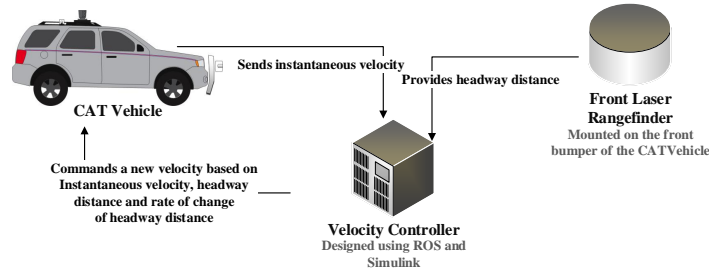 Sends instantaneous velocity
Provides headway distance
CAT Vehicle
Front Laser
Rangefinder
Mounted on the front
bumper of the CATVehicle
Commands a new velocity based on
Instantaneous velocity, headway
distance and rate of change
of headway distance
Velocity Controller
Designed using ROS and
Simulink